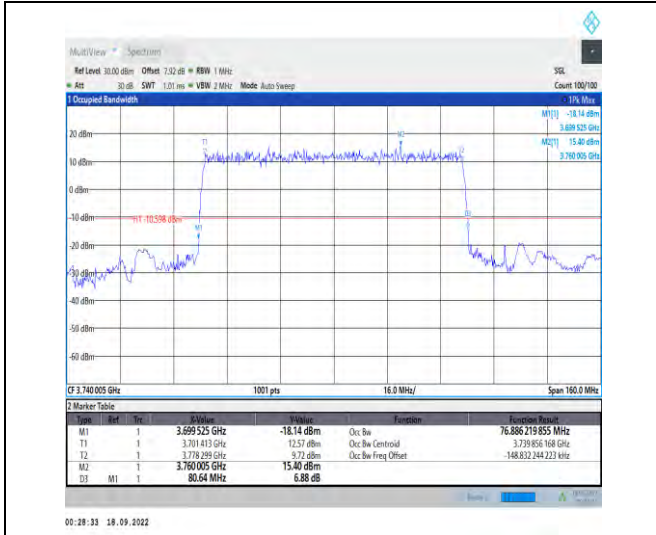 MultiView Spectrum
Ref Level 30.00 dBm Offset 7.92 dB RBW 1 MHz SGL
Att 30 dB SWT 1.01 ms VBW 2 MHz Mode Auto Sweep Count 100/100
1 Occupied Bandwidth 1Pk Max
M1[1] -18.14 dBm
3.699 525 GHz
20 dBm M2[1] 15.40 dBm
3.760 005 GHz
T1 M2 T2
10 dBm
0 dBm
-10 dBm H1 -10.598 dBm D3
M1
-20 dBm
-30 dBm
-40 dBm
-50 dBm
-60 dBm
CF 3.740 005 GHz 1001 pts 16.0 MHz/ Span 160.0 MHz
2 Marker Table
Type Ref Trc X-Value Y-Value Function Function Result
M1 1 3.699 525 GHz -18.14 dBm Occ Bw 76.886 219 855 MHz
T1 1 3.701 413 GHz 12.57 dBm Occ Bw Centroid 3.739 856 168 GHz
T2 1 3.778 299 GHz 9.72 dBm Occ Bw Freq Offset -148.832 244 223 kHz
M2 1 3.760 005 GHz 15.40 dBm
D3 M1 1 80.64 MHz 6.88 dB
00:28:33 18.09.2022